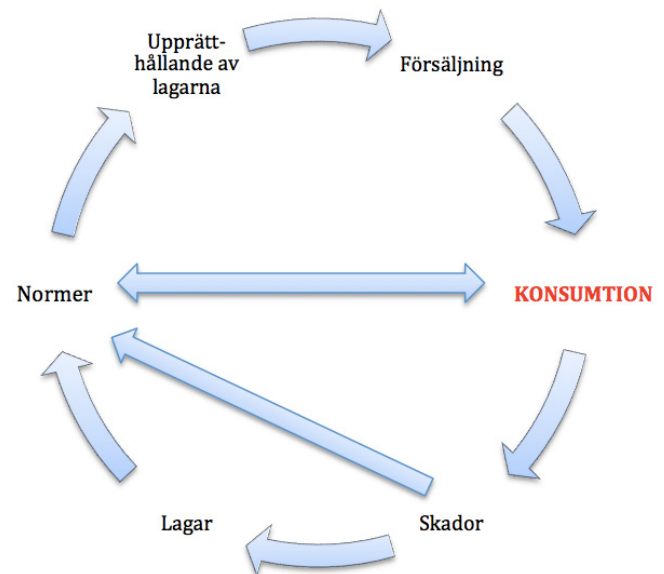 Upprätt-
hållande av
lagarna
Försäljning
Normer
KONSUMTION
Lagar
Skador